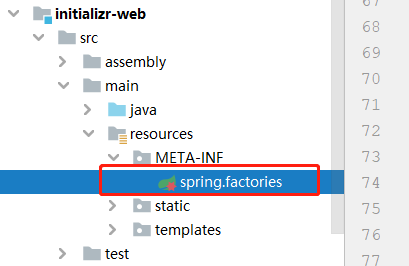 initializr-web
src
assembly
main
java
resources
META-INF
spring.factories
static
templates
test
67
68
69
70
71
72
73
74
75
76
77